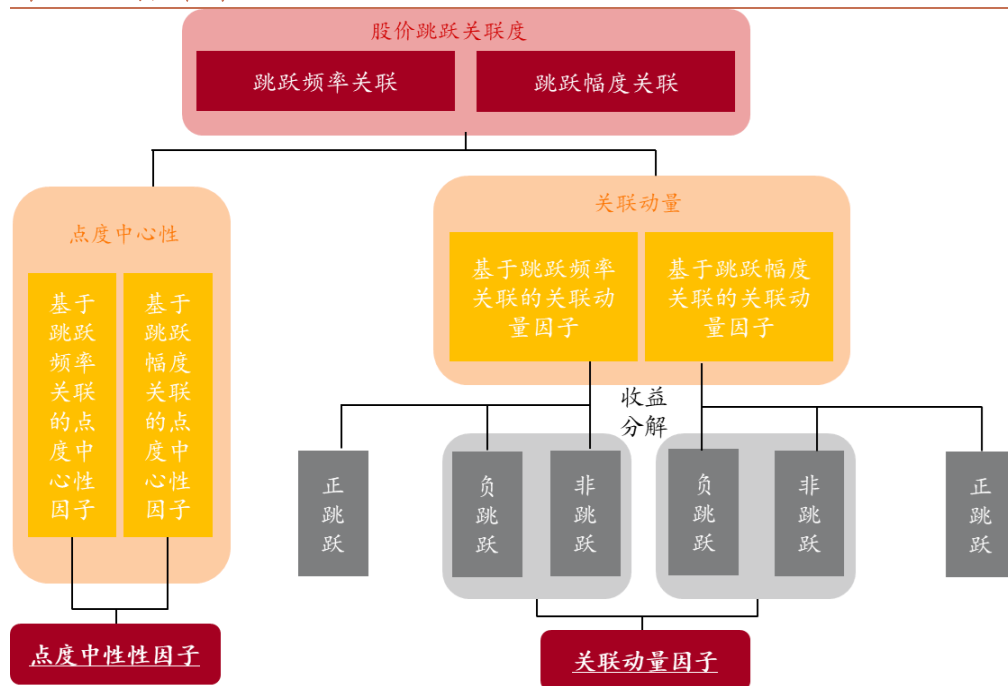 股价跳跃关联度
跳跃频率关联
跳跃幅度关联
点度中心性
基于
跳跃
频率
关联
的点
度中
心性
因子
基于
跳跃
幅度
关联
的点
度中
心性
因子
关联动量
基于跳跃频率
关联的关联动
量因子
基于跳跃幅度
关联的关联动
量因子
收益
分解
正
跳
跃
负
跳
跃
非
跳
跃
负
跳
跃
非
跳
跃
正
跳
跃
点度中性性因子
关联动量因子